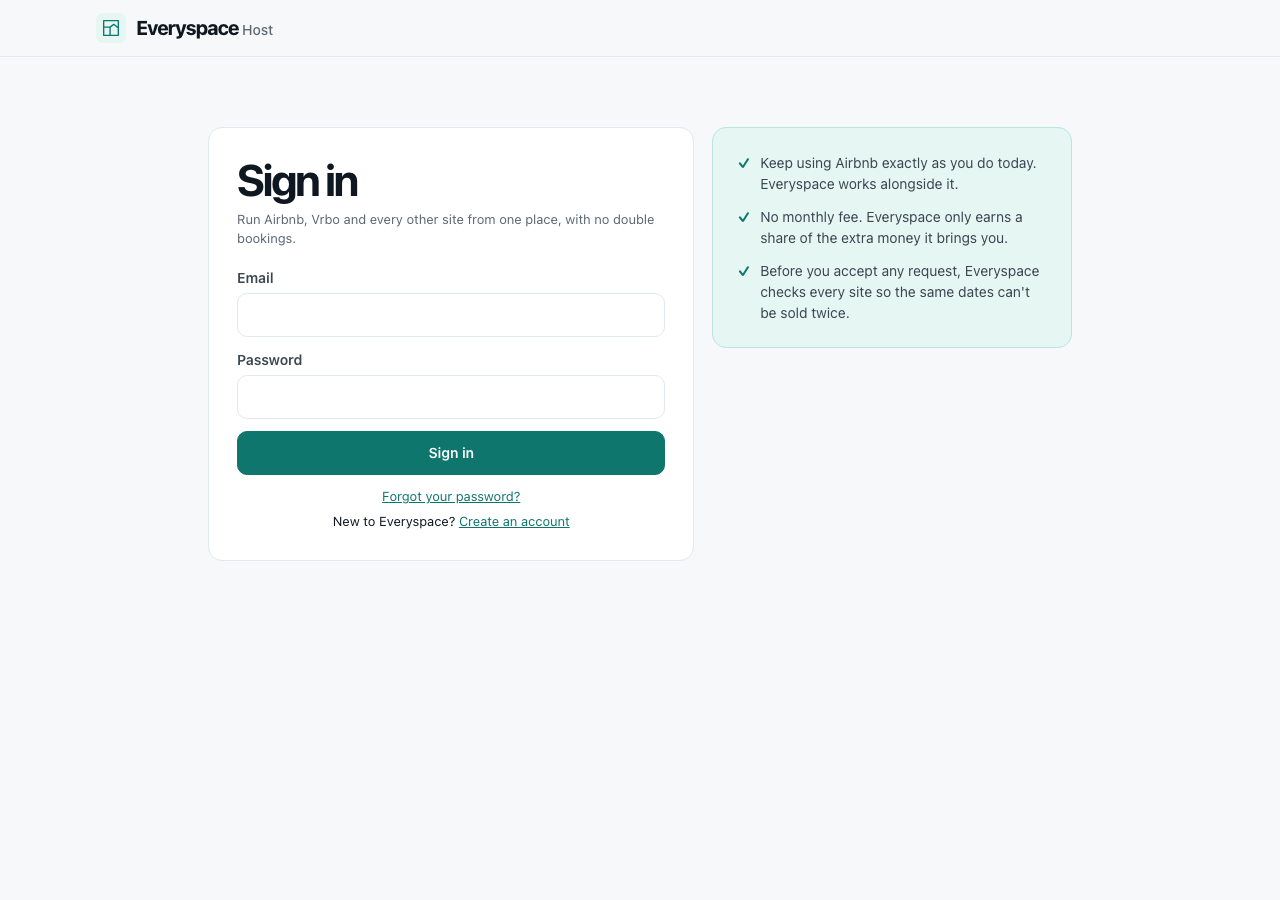 Everyspace Host
Sign in
Run Airbnb, Vrbo and every other site from one place, with no double
bookings.
Email
Password
Sign in
Forgot your password?
New to Everyspace? Create an account
Keep using Airbnb exactly as you do today.
Everyspace works alongside it.
No monthly fee. Everyspace only earns a
share of the extra money it brings you.
Before you accept any request, Everyspace
checks every site so the same dates can't
be sold twice.